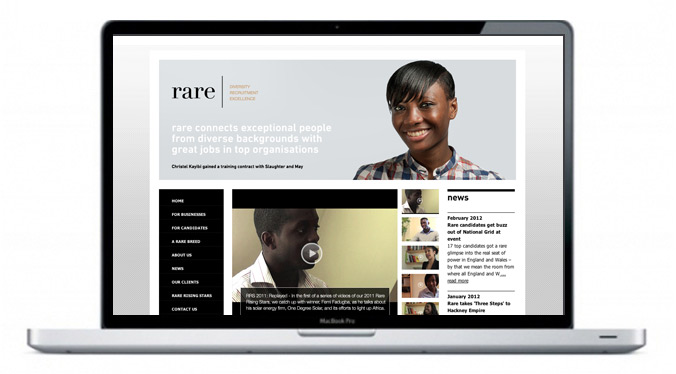 rare
DIVERSITY
RECRUITMENT
EXCELLENCE
rare connects exceptional people
from diverse backgrounds with
great jobs in top organisations
Christel Kayibi gained a training contract with Slaughter and May
HOME
FOR BUSINESSES
FOR CANDIDATES
A RARE BREED
ABOUT US
NEWS
OUR CLIENTS
RARE RISING STARS
CONTACT US
RRS 2011: Replayed - In the first of a series of videos of our 2011 Rare
Rising Stars, we catch up with winner, Femi Fadugba, as he talks about
his solar energy firm, One Degree Solar, and its efforts to light up Africa.
news
February 2012
Rare candidates get buzz
out of National Grid at
event
17 top candidates got a rare
glimpse into the real seat of
power in England and Wales –
by that we mean the room from
where all England and W...
read more
January 2012
Rare takes 'Three Steps' to
Hackney Empire
MacBook Pro